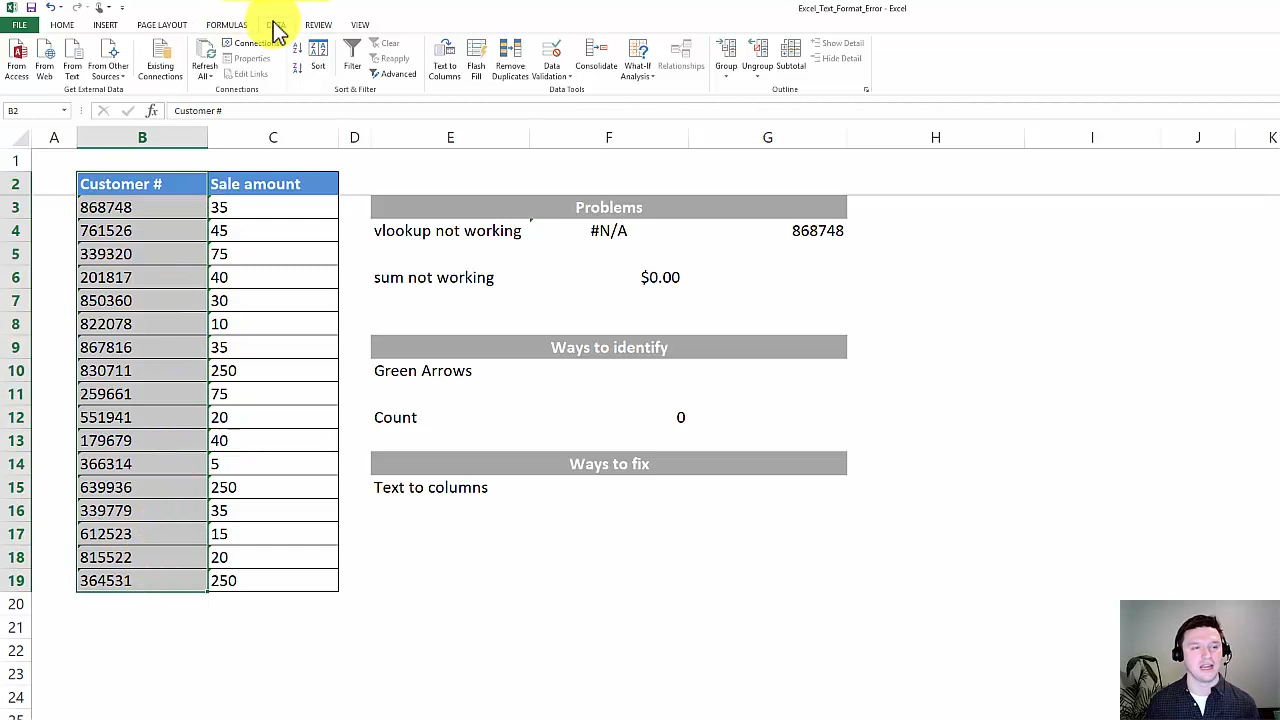 Excel_Text_Format_Error - Excel
FILE HOME INSERT PAGE LAYOUT FORMULAS DATA REVIEW VIEW
From Access
From Web
From Text
From Other Sources
Get External Data
Existing Connections
Refresh All
Connections
Properties
Edit Links
Connections
Sort
Filter
Clear
Reapply
Advanced
Sort & Filter
Text to Columns
Flash Fill
Remove Duplicates
Data Validation
Consolidate
What-If Analysis
Relationships
Data Tools
Group
Ungroup
Subtotal
Show Detail
Hide Detail
Outline
B2 fx Customer #
A B C D E F G H I J K
1
2 Customer # Sale amount
3 868748 35 Problems
4 761526 45 vlookup not working #N/A 868748
5 339320 75
6 201817 40 sum not working $0.00
7 850360 30
8 822078 10
9 867816 35 Ways to identify
10 830711 250 Green Arrows
11 259661 75
12 551941 20 Count 0
13 179679 40
14 366314 5 Ways to fix
15 639936 250 Text to columns
16 339779 35
17 612523 15
18 815522 20
19 364531 250
20
21
22
23
24
25